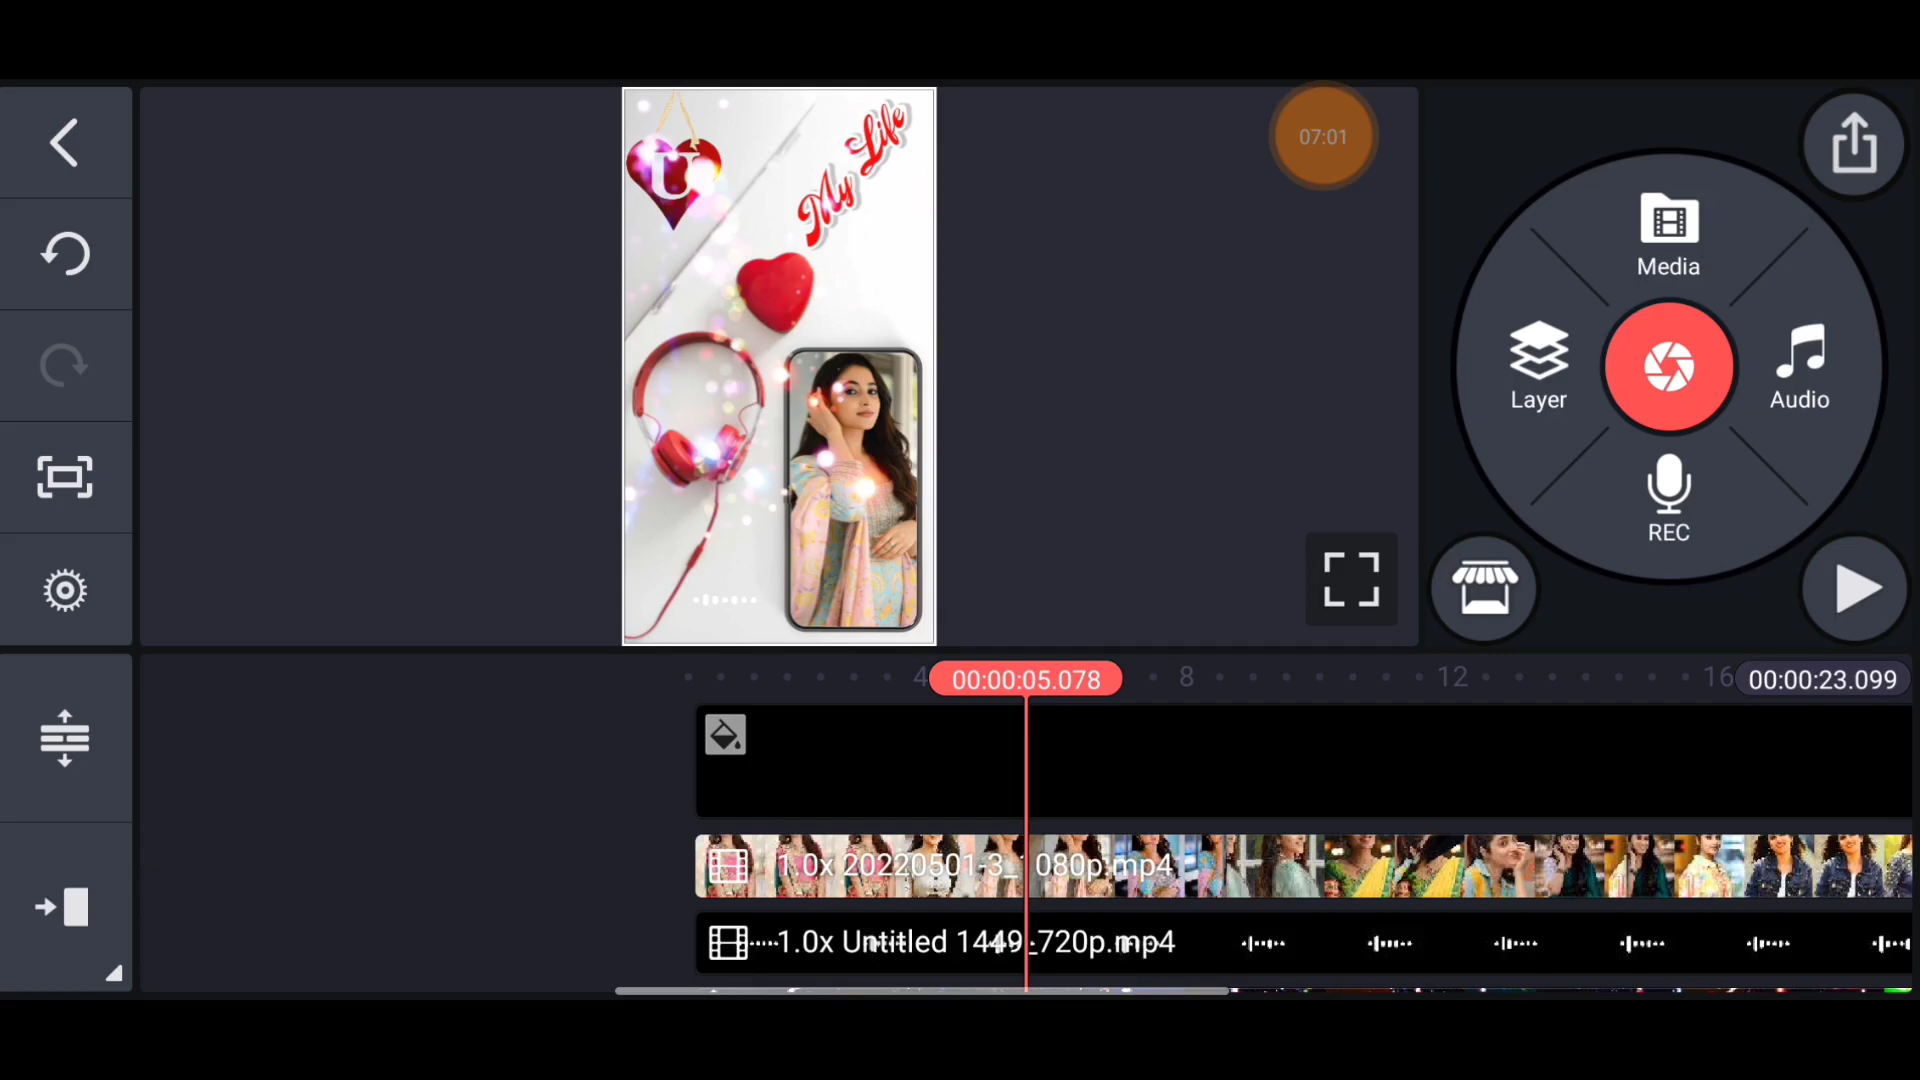 My Life
U
07:01
Media
Layer
Audio
REC
4
00:00:05.078
8
12
16
00:00:23.099
1.0x 20220501-3_1080p.mp4
1.0x Untitled 1449_720p.mp4